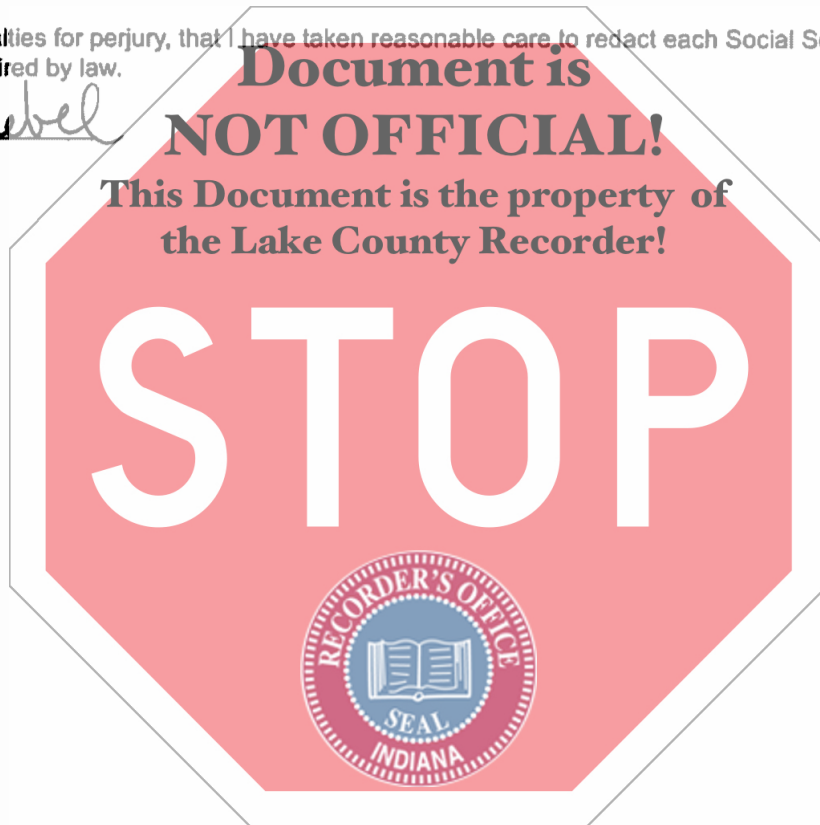 lties for perjury, that I have taken reasonable care to redact each Social Se
ired by law.
Document is
NOT OFFICIAL!
This Document is the property of
the Lake County Recorder!
STOP
RECORDER'S OFFICE
SEAL
INDIANA